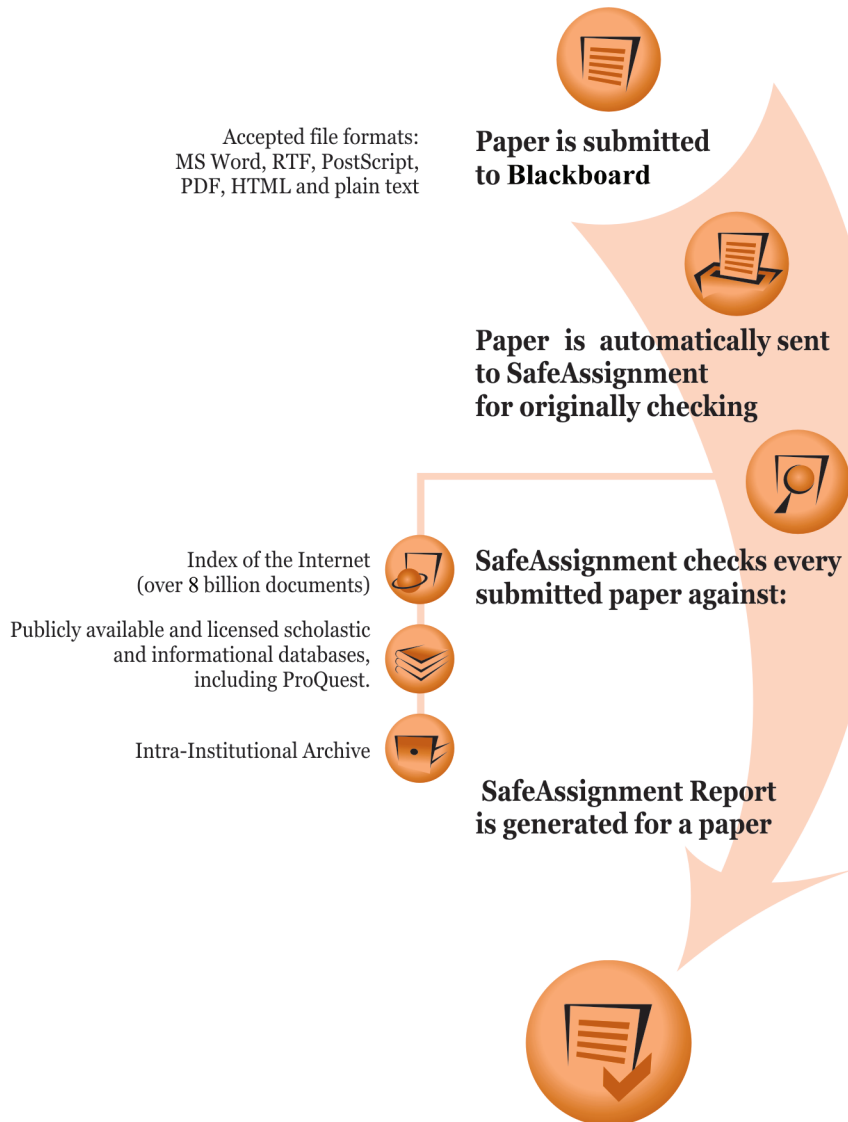 Accepted file formats:
MS Word, RTF, PostScript,
PDF, HTML and plain text
Paper is submitted
to Blackboard
Paper is automatically sent
to SafeAssignment
for originally checking
SafeAssignment checks every
submitted paper against:
Index of the Internet
(over 8 billion documents)
Publicly available and licensed scholastic
and informational databases,
including ProQuest.
Intra-Institutional Archive
SafeAssignment Report
is generated for a paper